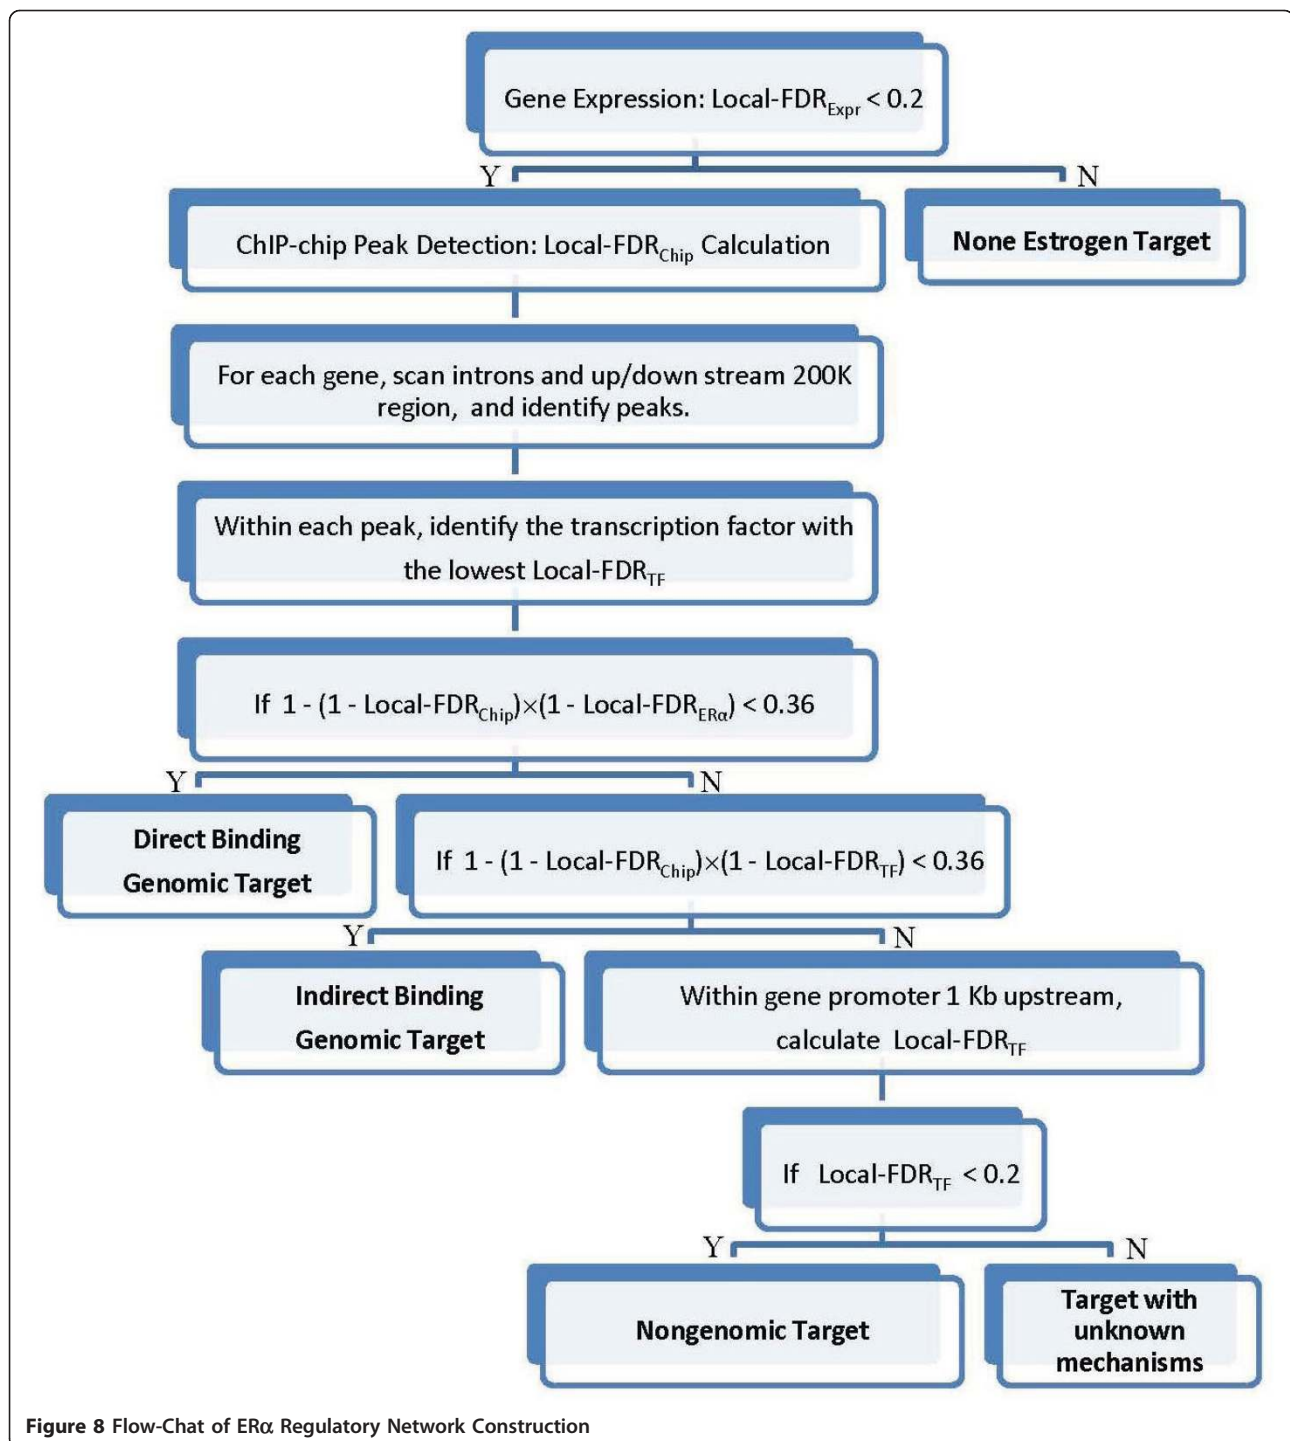 Gene Expression: Local-FDRExpr < 0.2
Y
N
ChIP-chip Peak Detection: Local-FDRChip Calculation
None Estrogen Target
For each gene, scan introns and up/down stream 200K
region, and identify peaks.
Within each peak, identify the transcription factor with
the lowest Local-FDRTF
If 1 - (1 - Local-FDRChip)×(1 - Local-FDRERα) < 0.36
Y
N
Direct Binding
Genomic Target
If 1 - (1 - Local-FDRChip)×(1 - Local-FDRTF) < 0.36
Y
N
Indirect Binding
Genomic Target
Within gene promoter 1 Kb upstream,
calculate Local-FDRTF
If Local-FDRTF < 0.2
Y
N
Nongenomic Target
Target with
unknown
mechanisms
Figure 8 Flow-Chat of ERα Regulatory Network Construction